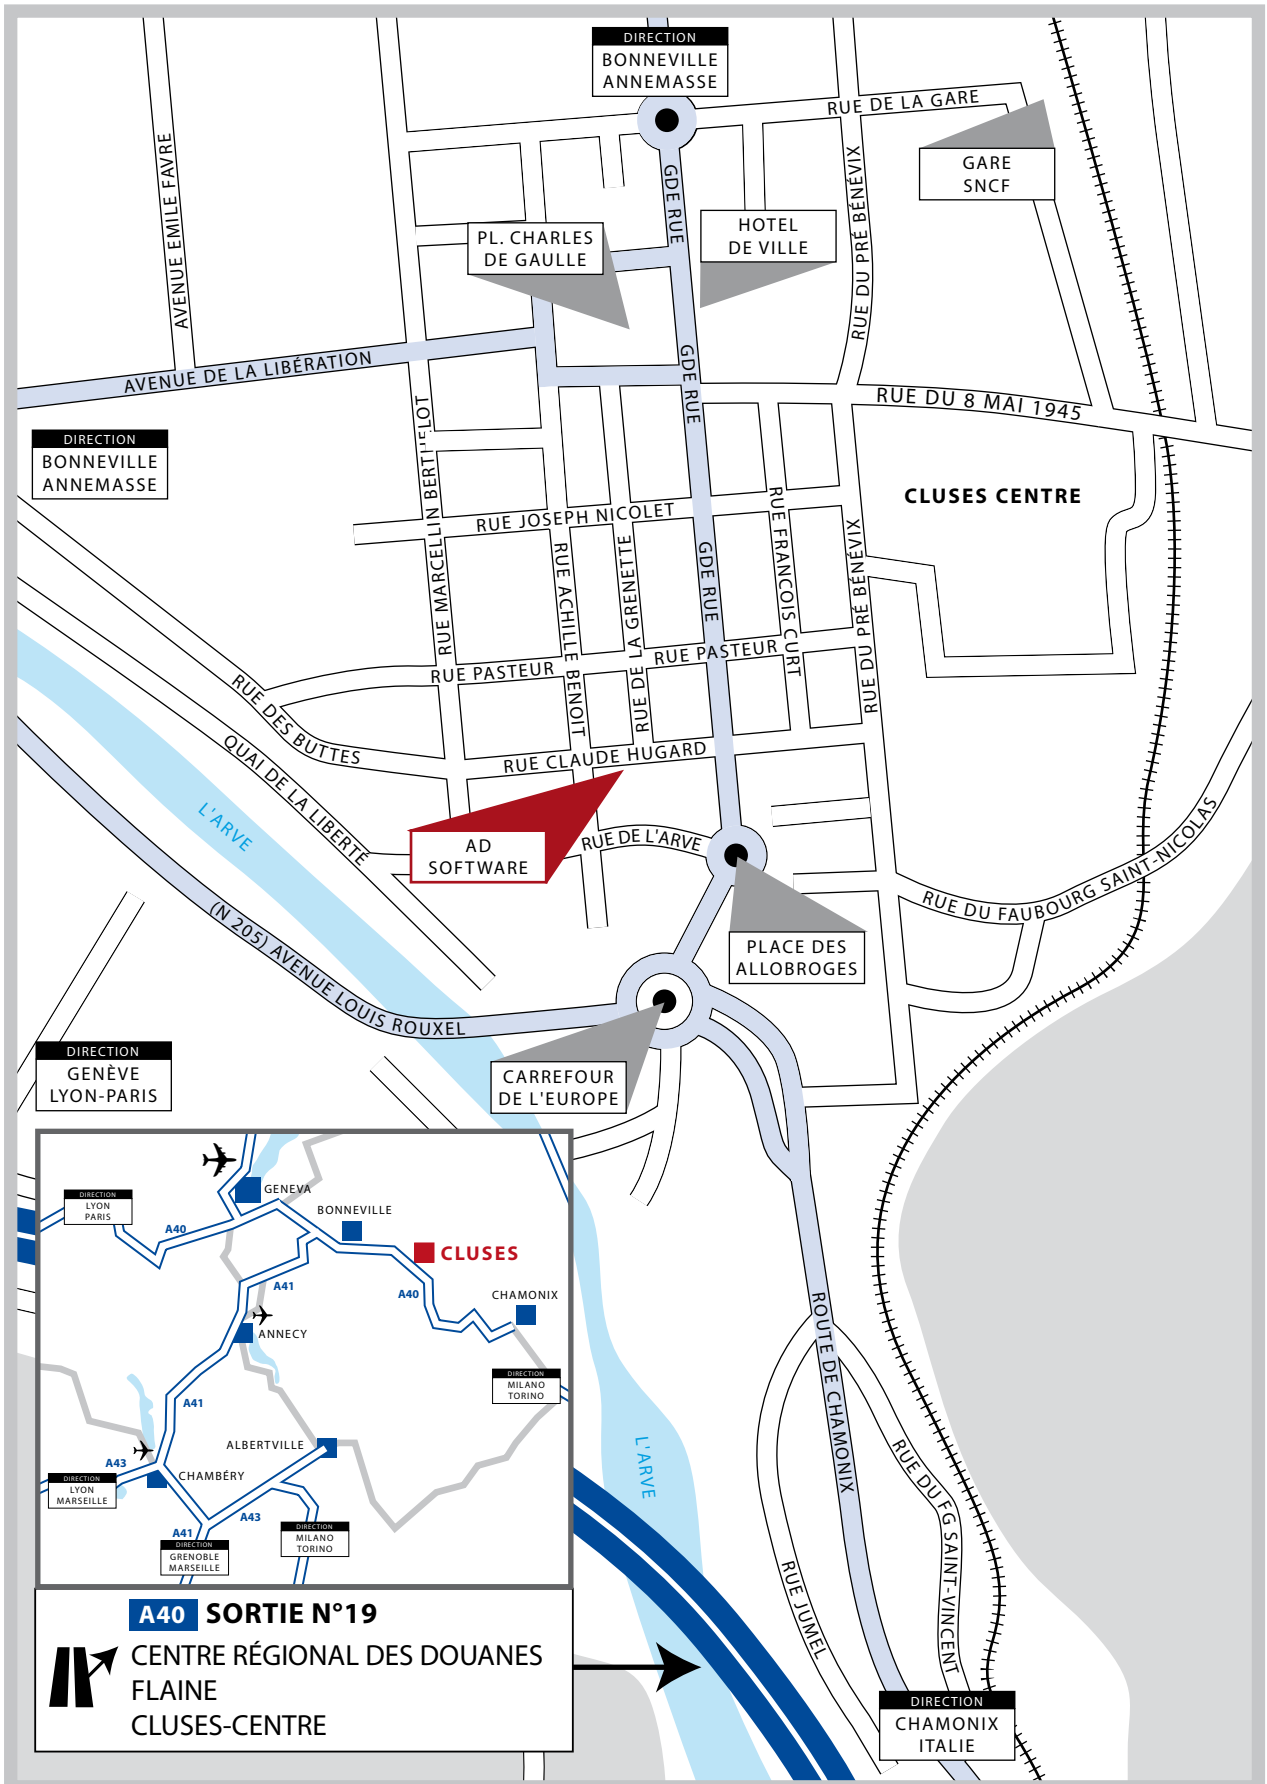 DIRECTION
BONNEVILLE
ANNEMASSE
RUE DE LA GARE
GARE
SNCF
AVENUE EMILE FAVRE
GDE RUE
RUE DU PRÉ BÉNÉVIX
HOTEL
DE VILLE
PL. CHARLES
DE GAULLE
AVENUE DE LA LIBÉRATION
GDE RUE
RUE DU 8 MAI 1945
DIRECTION
BONNEVILLE
ANNEMASSE
RUE MARCELLIN BERTHELOT
CLUSES CENTRE
RUE JOSEPH NICOLET
RUE ACHILLE BENOIT
RUE DE LA GRENETTE
GDE RUE
RUE FRANCOIS CURT
RUE DU PRÉ BÉNÉVIX
RUE PASTEUR
RUE PASTEUR
RUE DES BUTTES
QUAI DE LA LIBERTÉ
RUE CLAUDE HUGARD
L'ARVE
AD
SOFTWARE
RUE DE L'ARVE
RUE DU FAUBOURG SAINT-NICOLAS
PLACE DES
ALLOBROGES
(N 205) AVENUE LOUIS ROUXEL
DIRECTION
GENÈVE
LYON-PARIS
CARREFOUR
DE L'EUROPE
GENEVA
DIRECTION
LYON
PARIS
A40
BONNEVILLE
CLUSES
A41
A40
CHAMONIX
ANNECY
DIRECTION
MILANO
TORINO
A41
ALBERTVILLE
A43
CHAMBÉRY
DIRECTION
LYON
MARSEILLE
A43
A41
DIRECTION
GRENOBLE
MARSEILLE
DIRECTION
MILANO
TORINO
ROUTE DE CHAMONIX
L'ARVE
RUE DU FG SAINT-VINCENT
RUE JUMEL
A40 SORTIE N°19
CENTRE RÉGIONAL DES DOUANES
FLAINE
CLUSES-CENTRE
DIRECTION
CHAMONIX
ITALIE